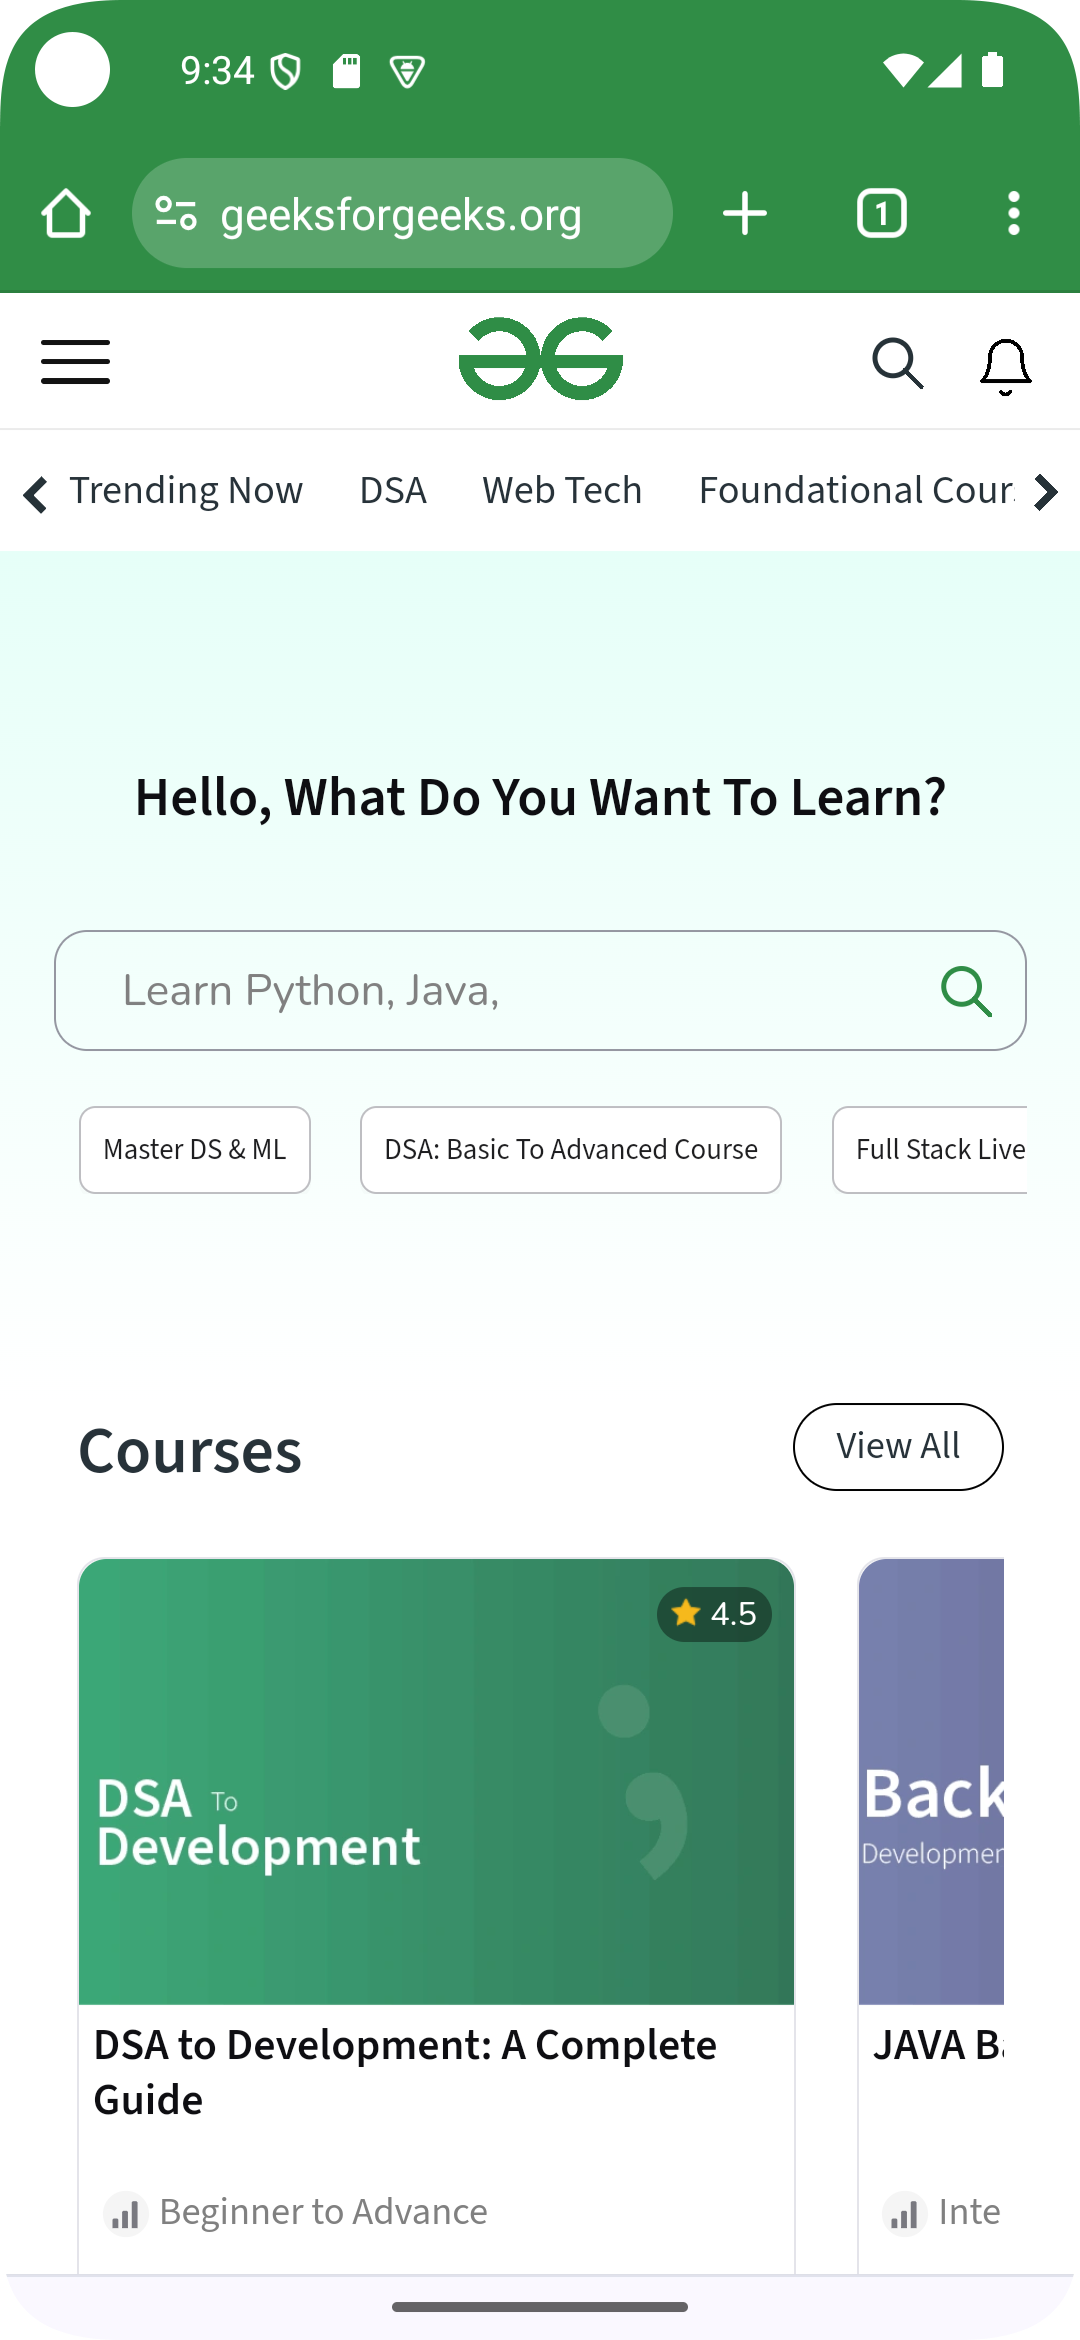 9:34
geeksforgeeks.org
1
Trending Now DSA Web Tech Foundational Cour
Hello, What Do You Want To Learn?
Learn Python, Java,
Master DS & ML DSA: Basic To Advanced Course Full Stack Live
Courses View All
4.5
DSA To
Development
Back
Developmen
DSA to Development: A Complete
Guide
JAVA Ba
Beginner to Advance
Inte